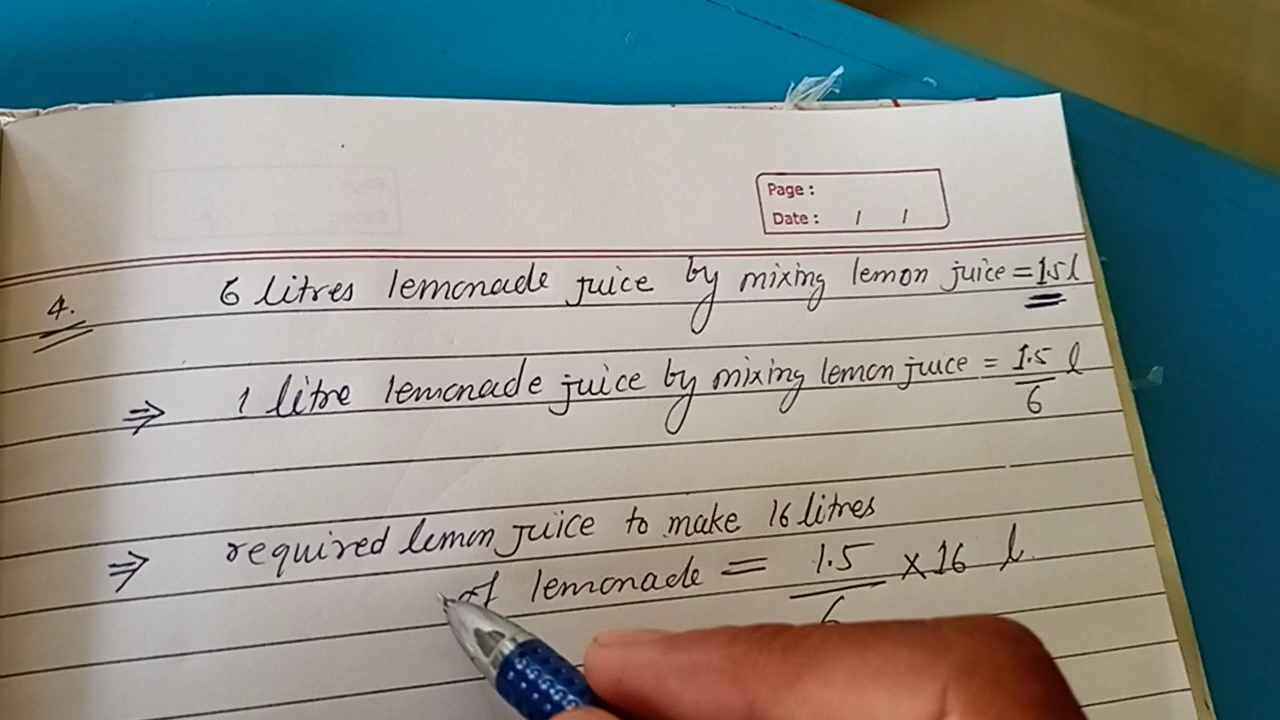 Page :
Date : / /
4. 6 litres lemonade juice by mixing lemon juice = 1.5 l
⇒ 1 litre lemonade juice by mixing lemon juice = 1.5/6 l
⇒ required lemon juice to make 16 litres
of lemonade = 1.5/6 × 16 l